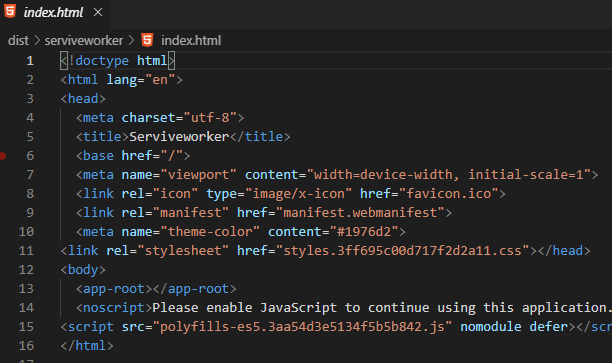 index.html ×
dist > serviveworker > index.html
1 <!doctype html>
2 <html lang="en">
3 <head>
4 <meta charset="utf-8">
5 <title>Serviveworker</title>
6 <base href="/">
7 <meta name="viewport" content="width=device-width, initial-scale=1">
8 <link rel="icon" type="image/x-icon" href="favicon.ico">
9 <link rel="manifest" href="manifest.webmanifest">
10 <meta name="theme-color" content="#1976d2">
11 <link rel="stylesheet" href="styles.3ff695c00d717f2d2a11.css"></head>
12 <body>
13 <app-root></app-root>
14 <noscript>Please enable JavaScript to continue using this application.
15 <script src="polyfills-es5.3aa54d3e5134f5b5b842.js" nomodule defer></scr
16 </html>
17